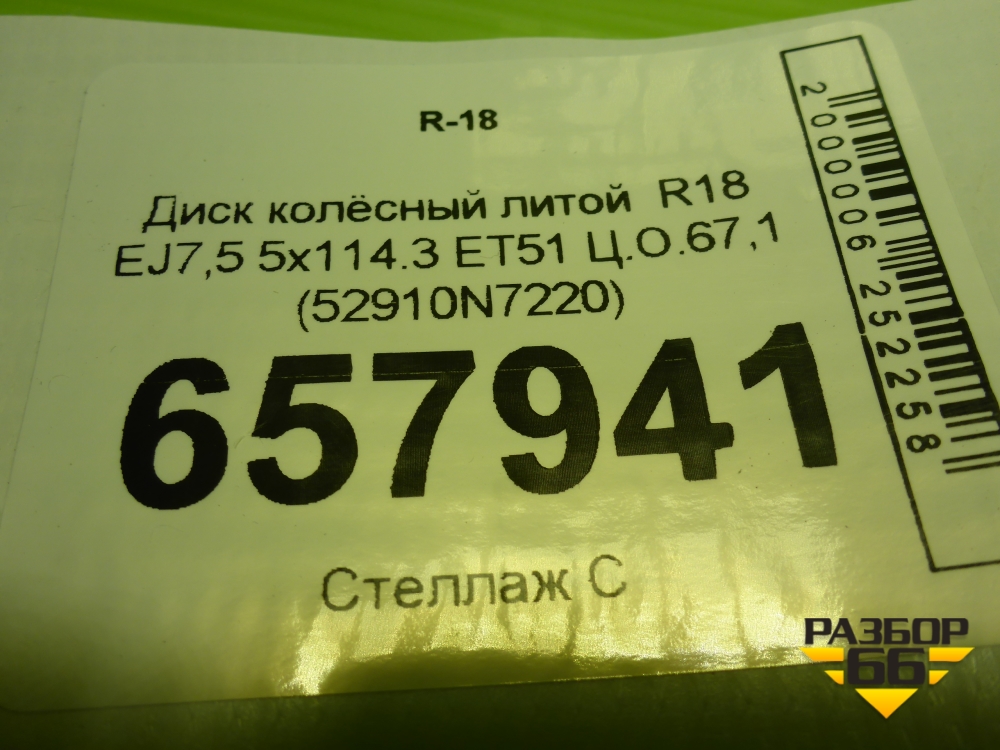 R-18
Диск колёсный литой R18
EJ7,5 5x114.3 ET51 Ц.О.67,1
(52910N7220)
657941
Стеллаж С
2000006252258
РАЗБОР
66